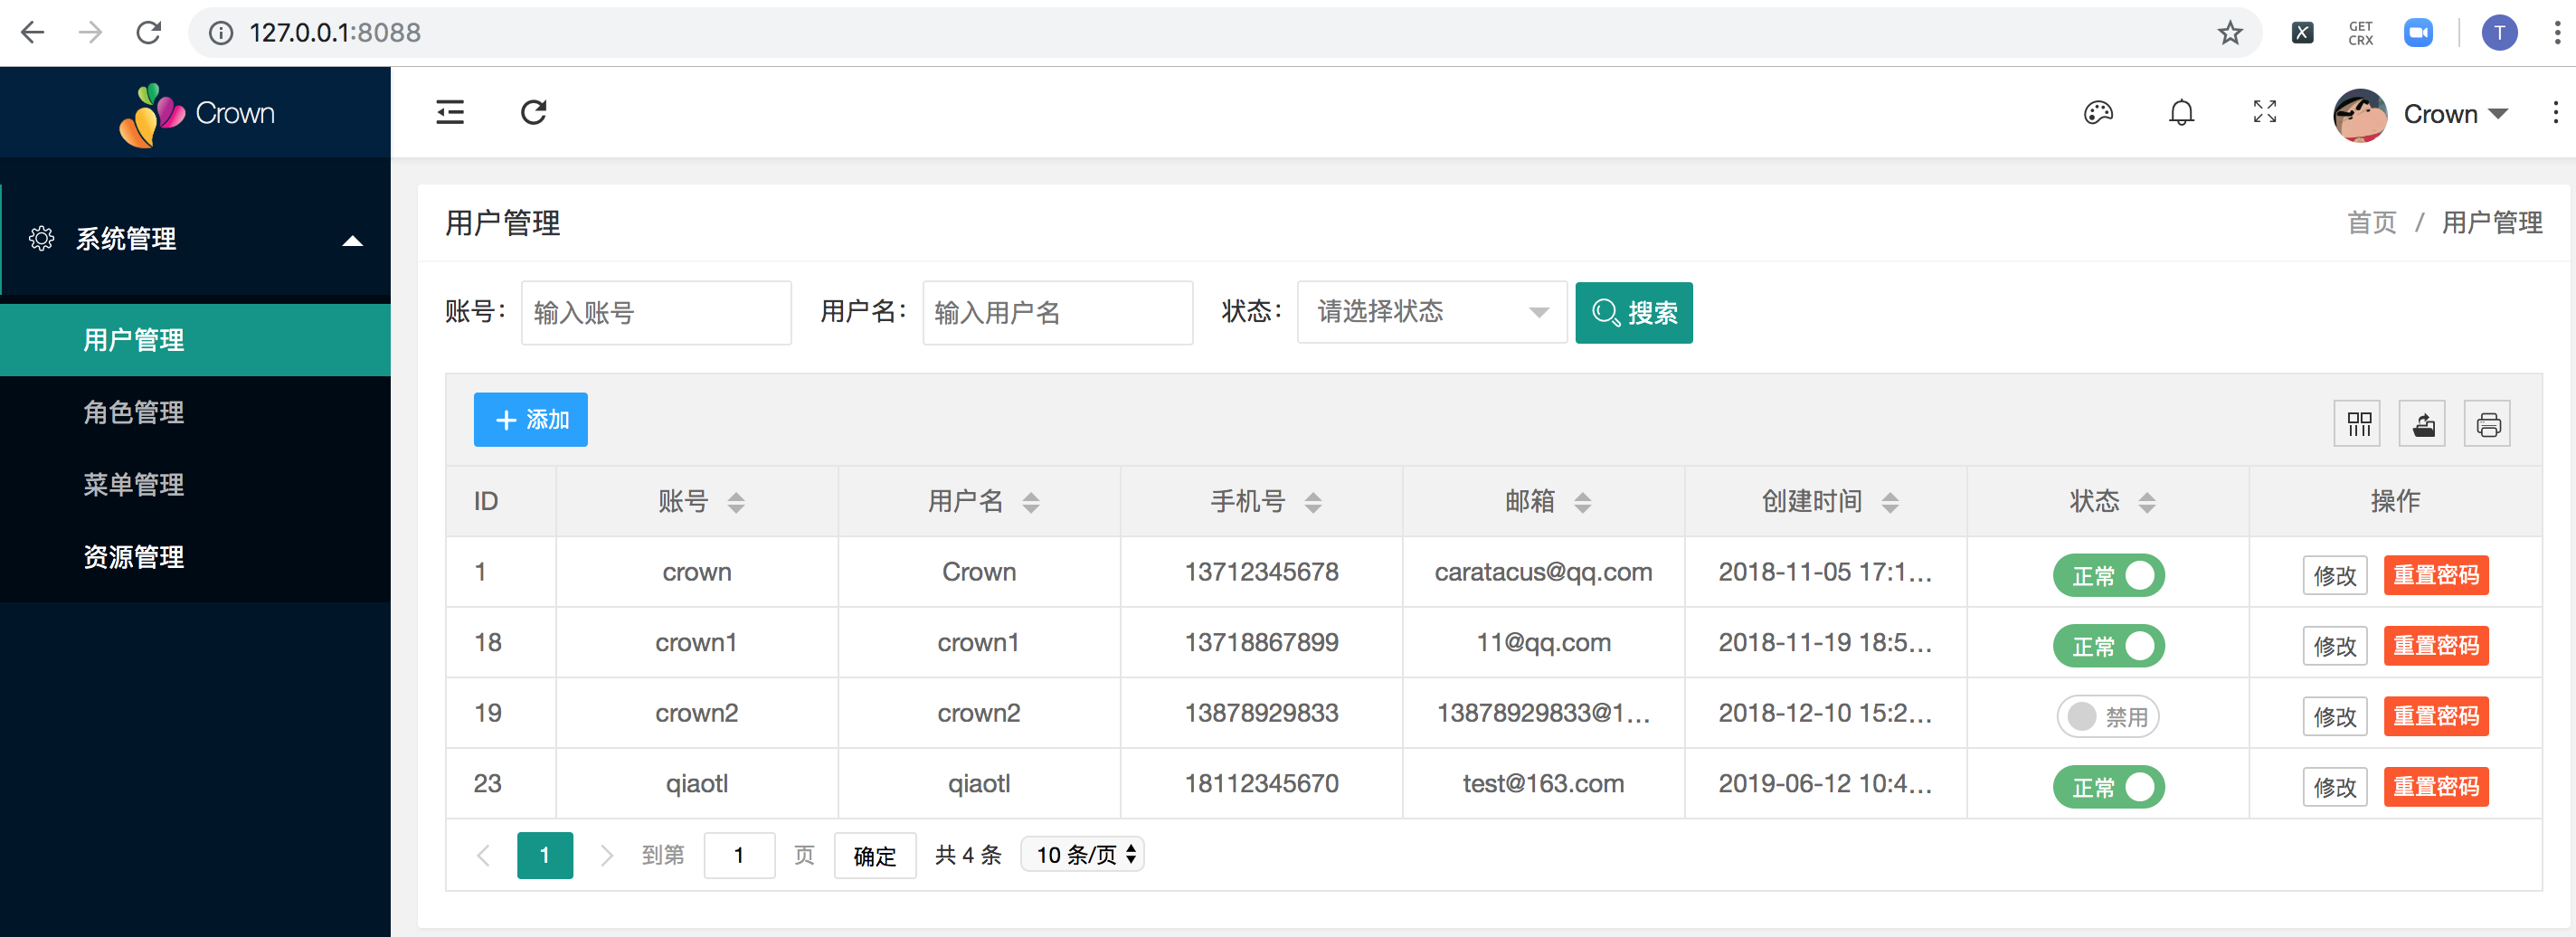 127.0.0.1:8088
GET CRX
T
Crown
Crown
系统管理
用户管理
角色管理
菜单管理
资源管理
用户管理
首页 / 用户管理
账号： 输入账号 用户名： 输入用户名 状态： 请选择状态 搜索
添加
ID 账号 用户名 手机号 邮箱 创建时间 状态 操作
1 crown Crown 13712345678 caratacus@qq.com 2018-11-05 17:1... 正常 修改 重置密码
18 crown1 crown1 13718867899 11@qq.com 2018-11-19 18:5... 正常 修改 重置密码
19 crown2 crown2 13878929833 13878929833@1... 2018-12-10 15:2... 禁用 修改 重置密码
23 qiaotl qiaotl 18112345670 test@163.com 2019-06-12 10:4... 正常 修改 重置密码
1 到第 1 页 确定 共 4 条 10 条/页